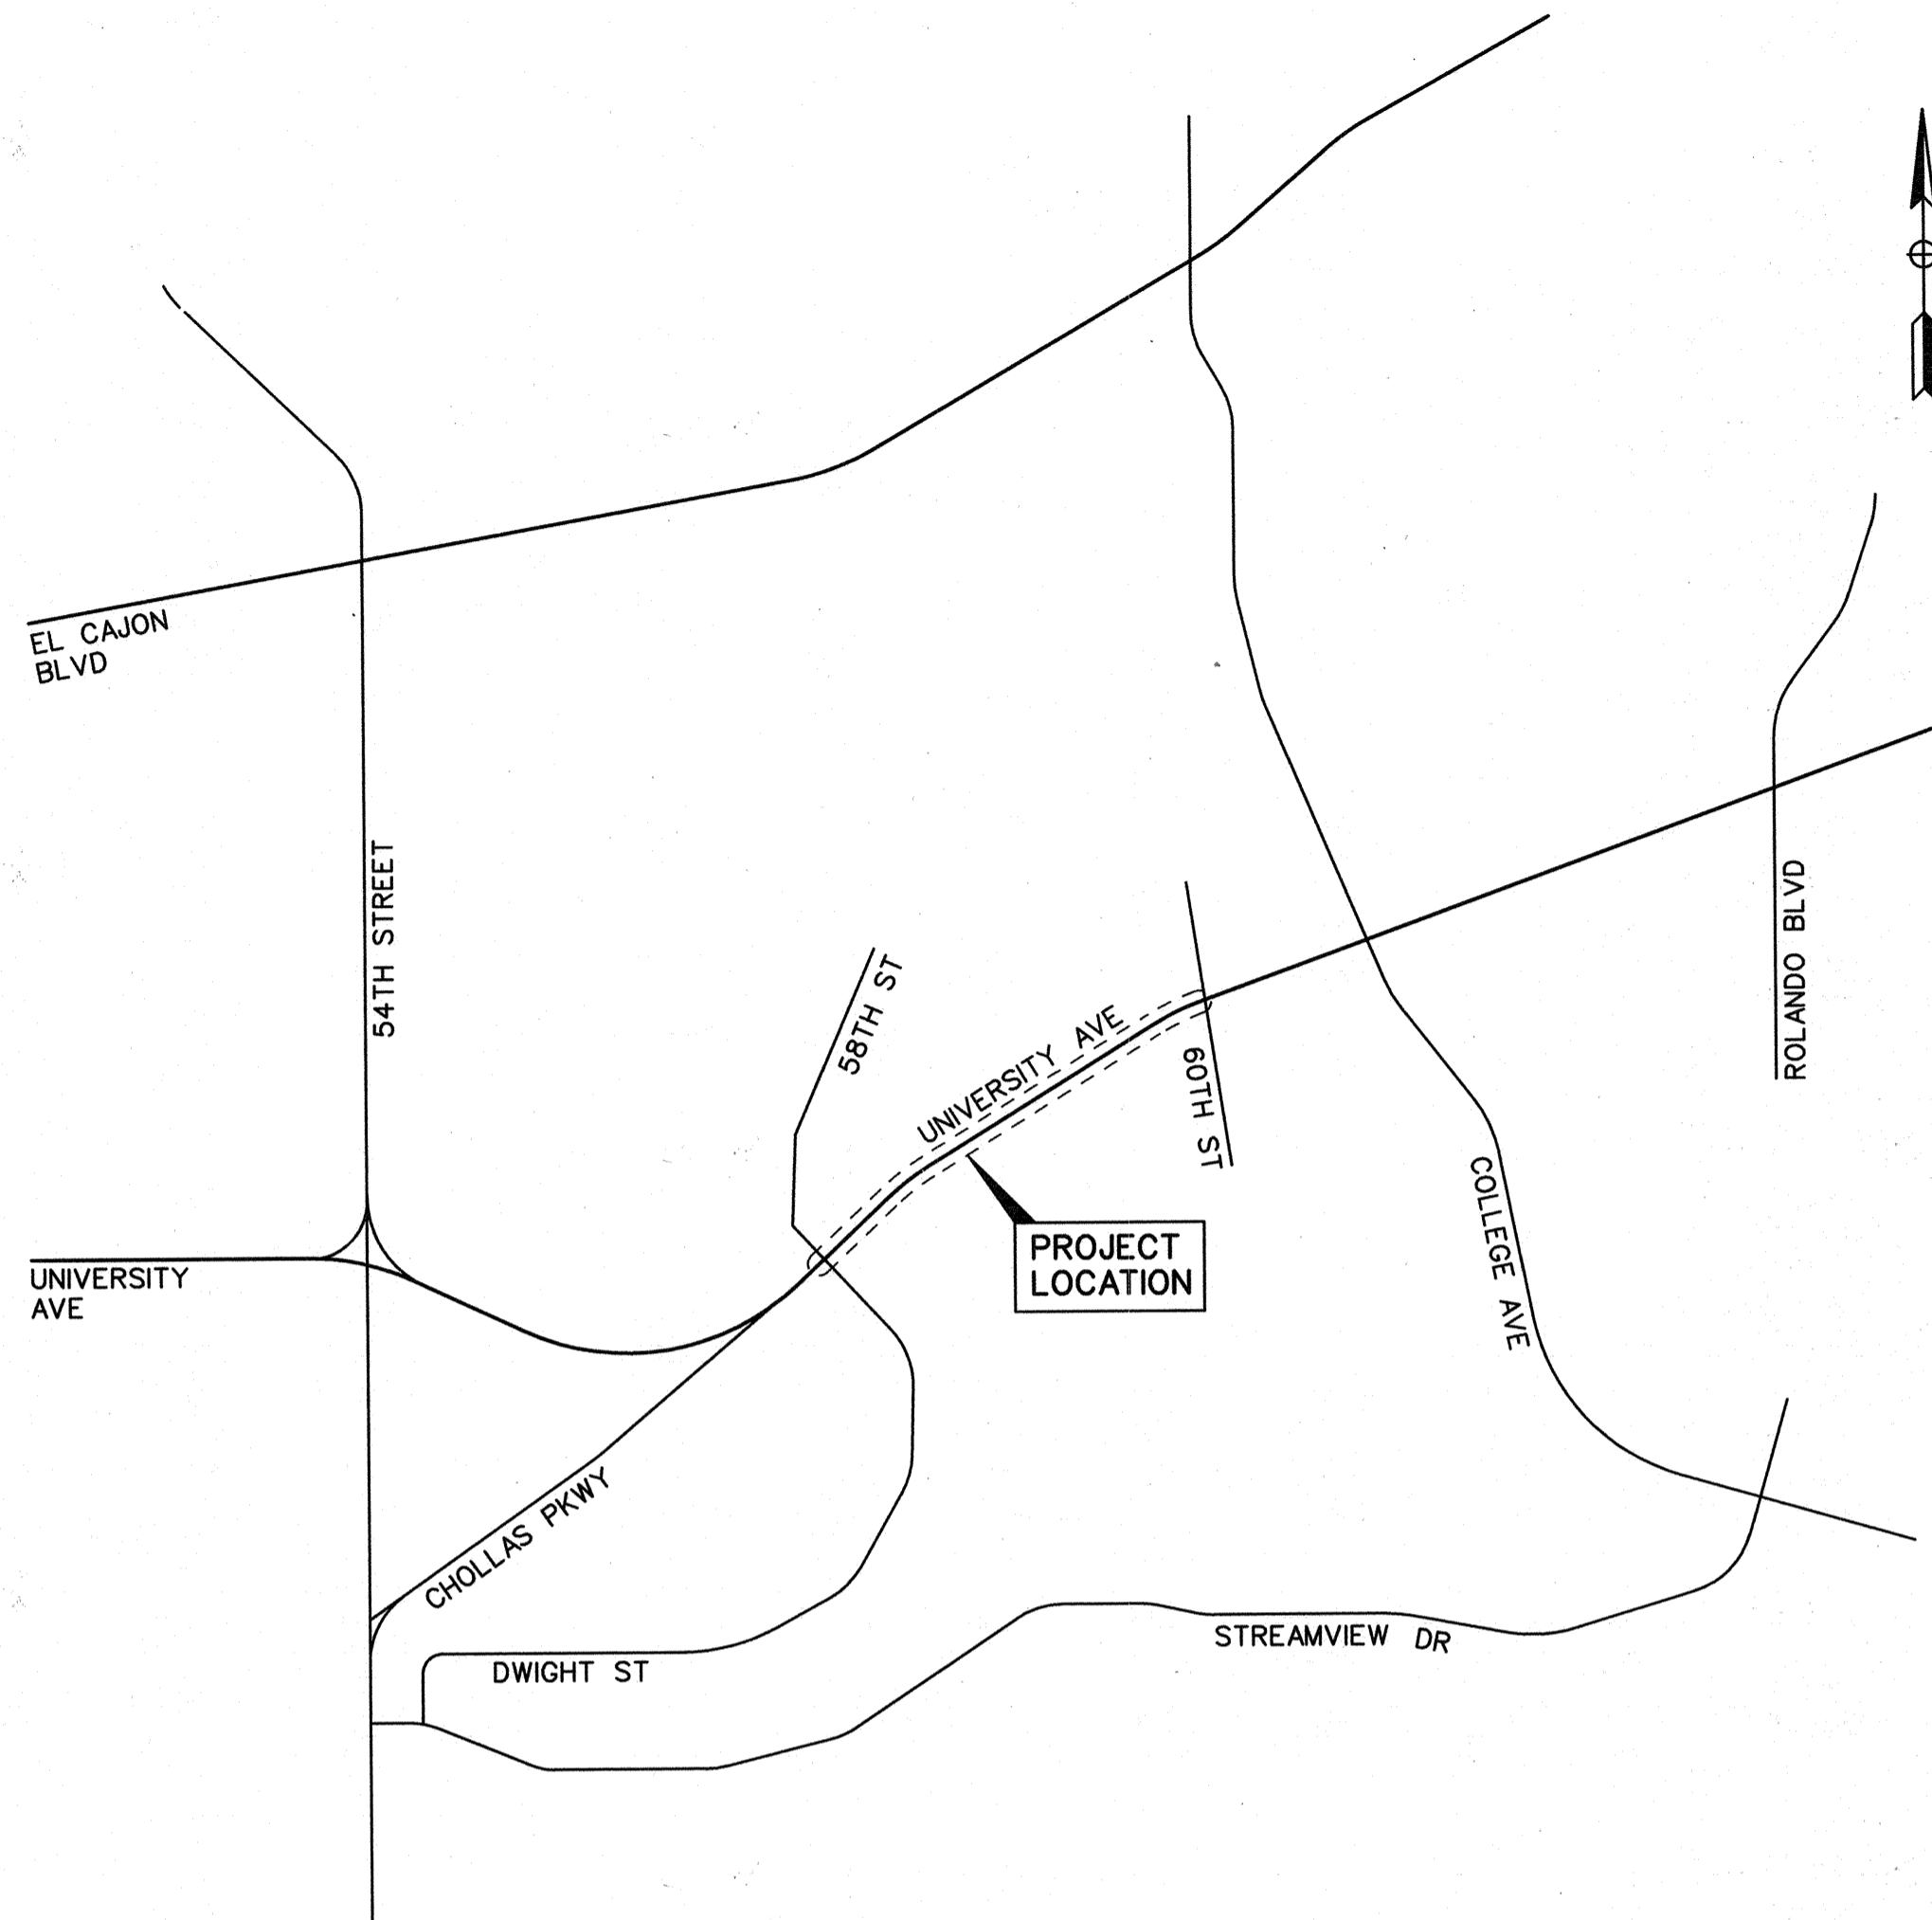 EL CAJON
BLVD
54TH STREET
ROLANDO BLVD
58TH ST
UNIVERSITY AVE
60TH ST
COLLEGE AVE
PROJECT
LOCATION
UNIVERSITY
AVE
CHOLLAS PKWY
STREAMVIEW DR
DWIGHT ST